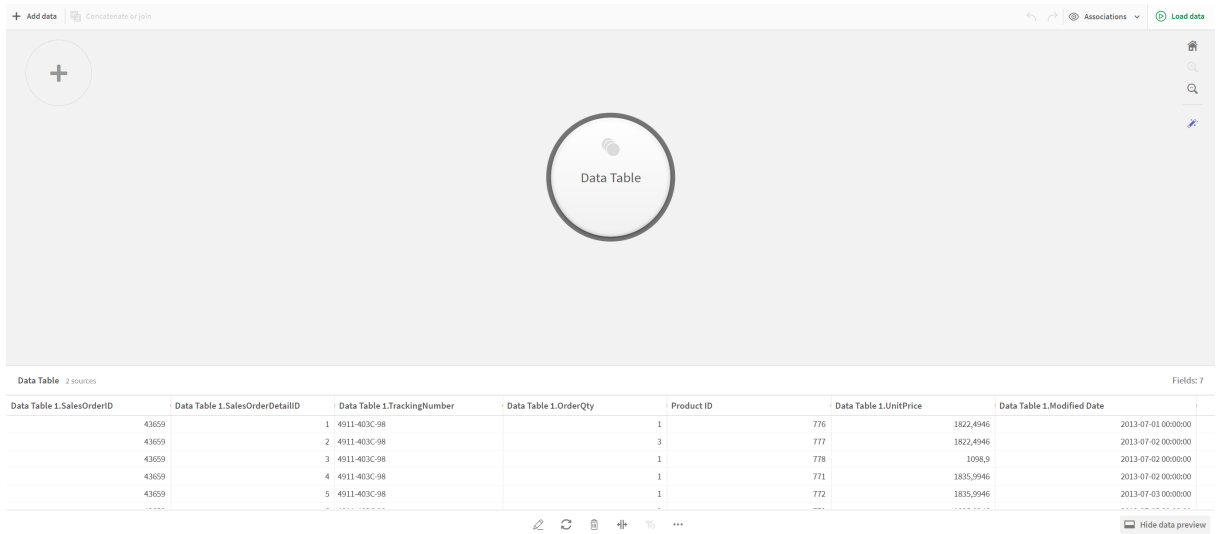 Add data
Concatenate or join
Associations
Load data
Data Table
Data Table 2 sources
Fields: 7
Data Table 1.SalesOrderID Data Table 1.SalesOrderDetailID Data Table 1.TrackingNumber Data Table 1.OrderQty Product ID Data Table 1.UnitPrice Data Table 1.Modified Date
43659 1 4911-403C-98 1 776 1822,4946 2013-07-01 00:00:00
43659 2 4911-403C-98 3 777 1822,4946 2013-07-02 00:00:00
43659 3 4911-403C-98 1 778 1098,9 2013-07-02 00:00:00
43659 4 4911-403C-98 1 771 1835,9946 2013-07-02 00:00:00
43659 5 4911-403C-98 1 772 1835,9946 2013-07-03 00:00:00
Hide data preview